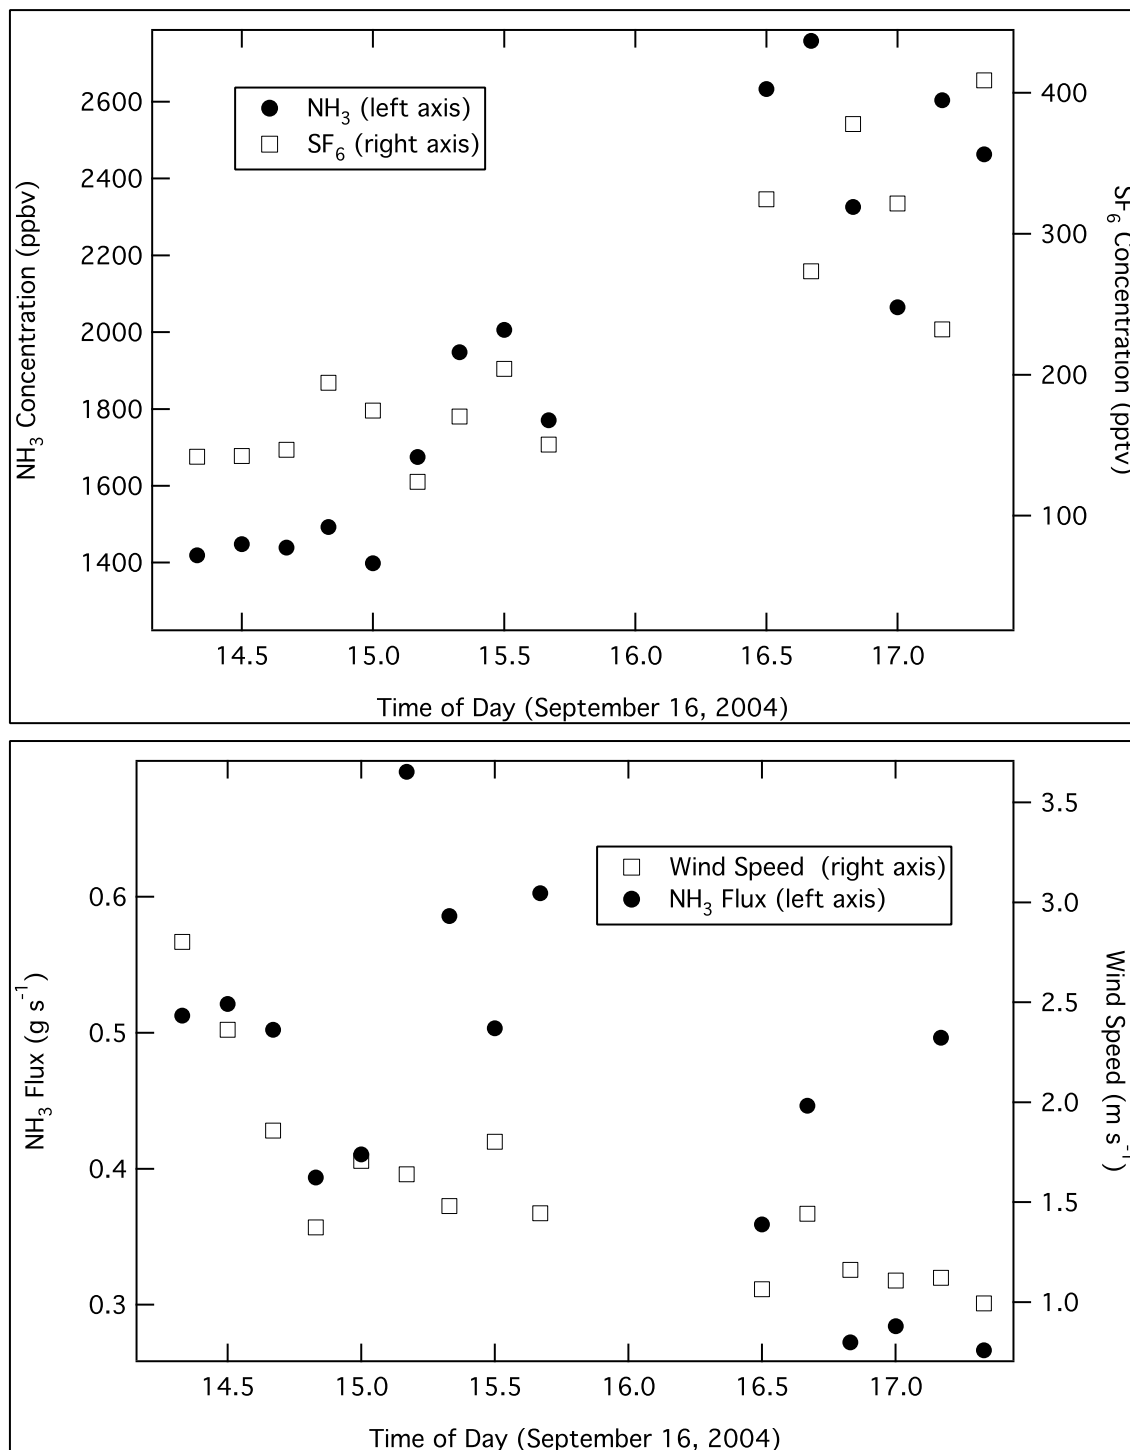 NH3 (left axis)
SF6 (right axis)
NH3 Concentration (ppbv)
2600
2400
2200
2000
1800
1600
1400
SF6 Concentration (pptv)
400
300
200
100
14.5 15.0 15.5 16.0 16.5 17.0
Time of Day (September 16, 2004)
Wind Speed (right axis)
NH3 Flux (left axis)
NH3 Flux (g s-1)
0.6
0.5
0.4
0.3
Wind Speed (m s-1)
3.5
3.0
2.5
2.0
1.5
1.0
14.5 15.0 15.5 16.0 16.5 17.0
Time of Day (September 16, 2004)